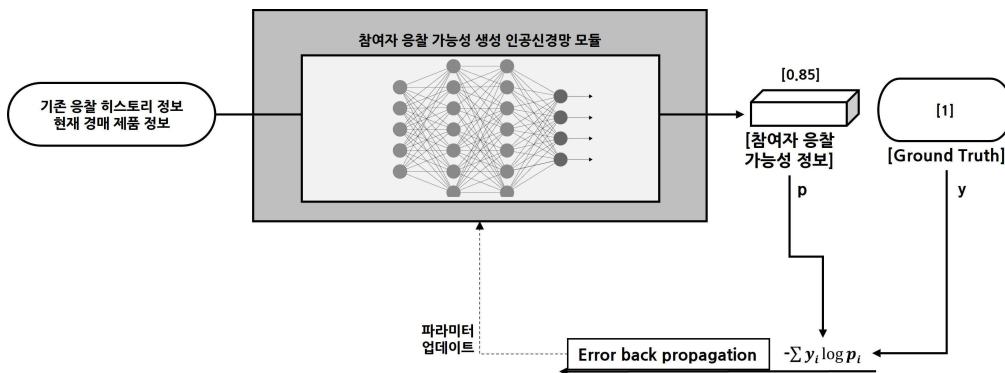 참여자 응찰 가능성 생성 인공신경망 모듈
기존 응찰 히스토리 정보
현재 경매 제품 정보
[0.85]
[참여자 응찰
가능성 정보]
[1]
[Ground Truth]
p
y
파라미터
업데이트
Error back propagation
-∑ y_i log p_i